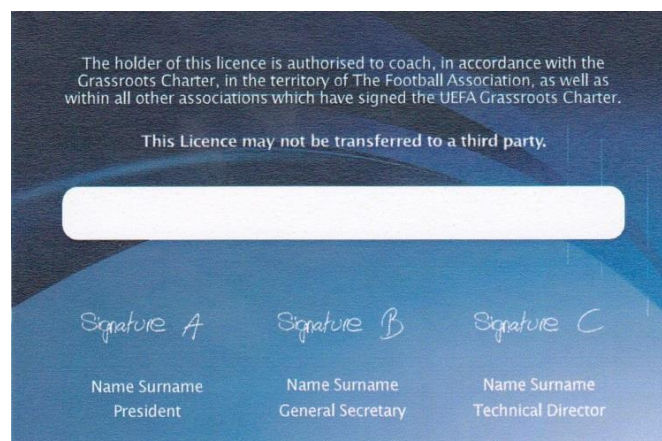 The holder of this licence is authorised to coach, in accordance with the
Grassroots Charter, in the territory of The Football Association, as well as
within all other associations which have signed the UEFA Grassroots Charter.
This Licence may not be transferred to a third party.
Signature A Signature B Signature C
Name Surname Name Surname Name Surname
President General Secretary Technical Director